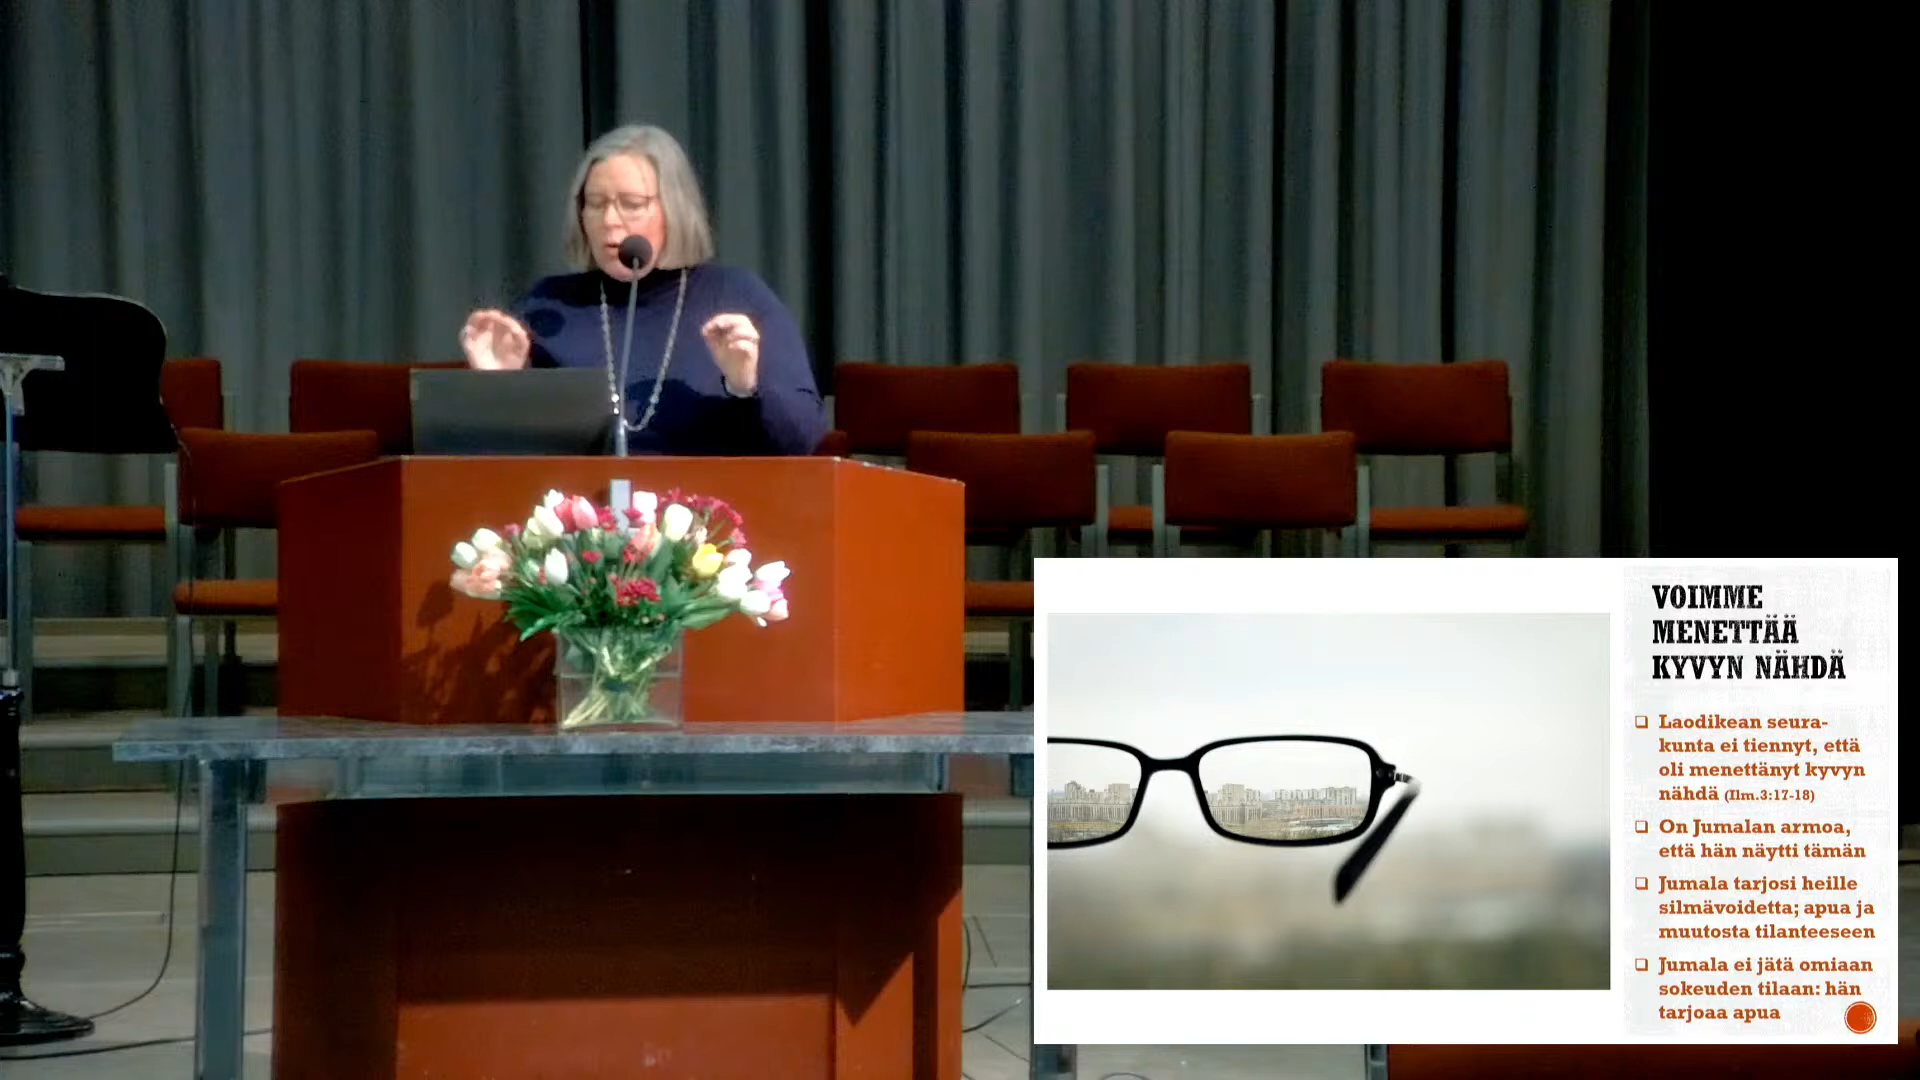 VOIMME
MENETTÄÄ
KYVYN NÄHDÄ
Laodikean seura-
kunta ei tiennyt, että
oli menettänyt kyvyn
nähdä (Ilm.3:17-18)
On Jumalan armoa,
että hän näytti tämän
Jumala tarjosi heille
silmävoidetta; apua ja
muutosta tilanteeseen
Jumala ei jätä omiaan
sokeuden tilaan: hän
tarjoaa apua